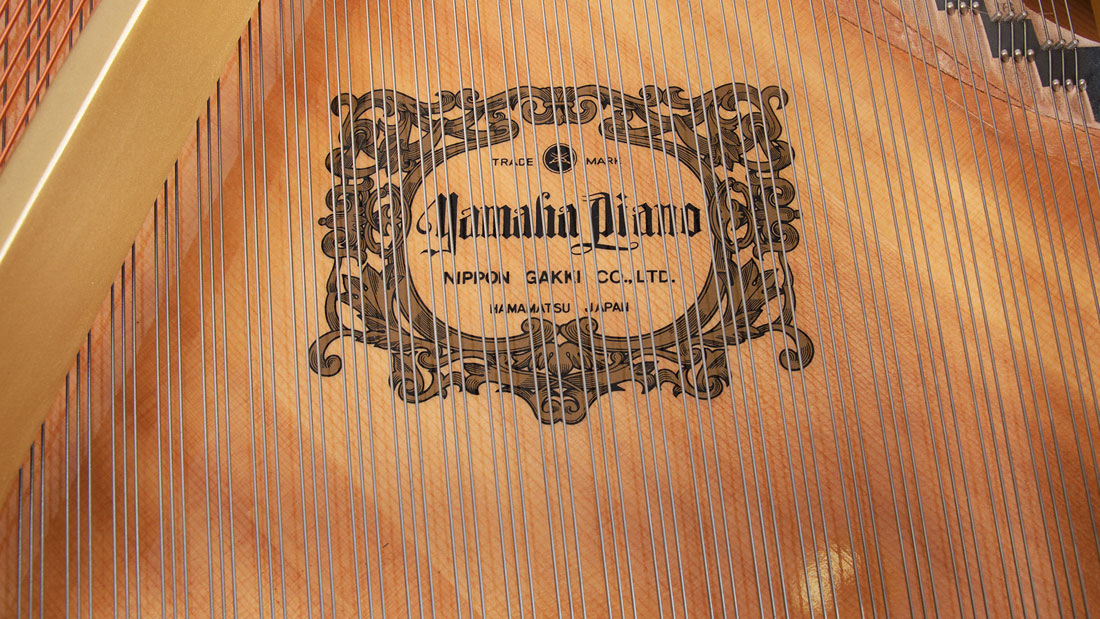 TRADE MARK
Yamaha Piano
NIPPON GAKKI CO., LTD.
HAMAMATSU JAPAN